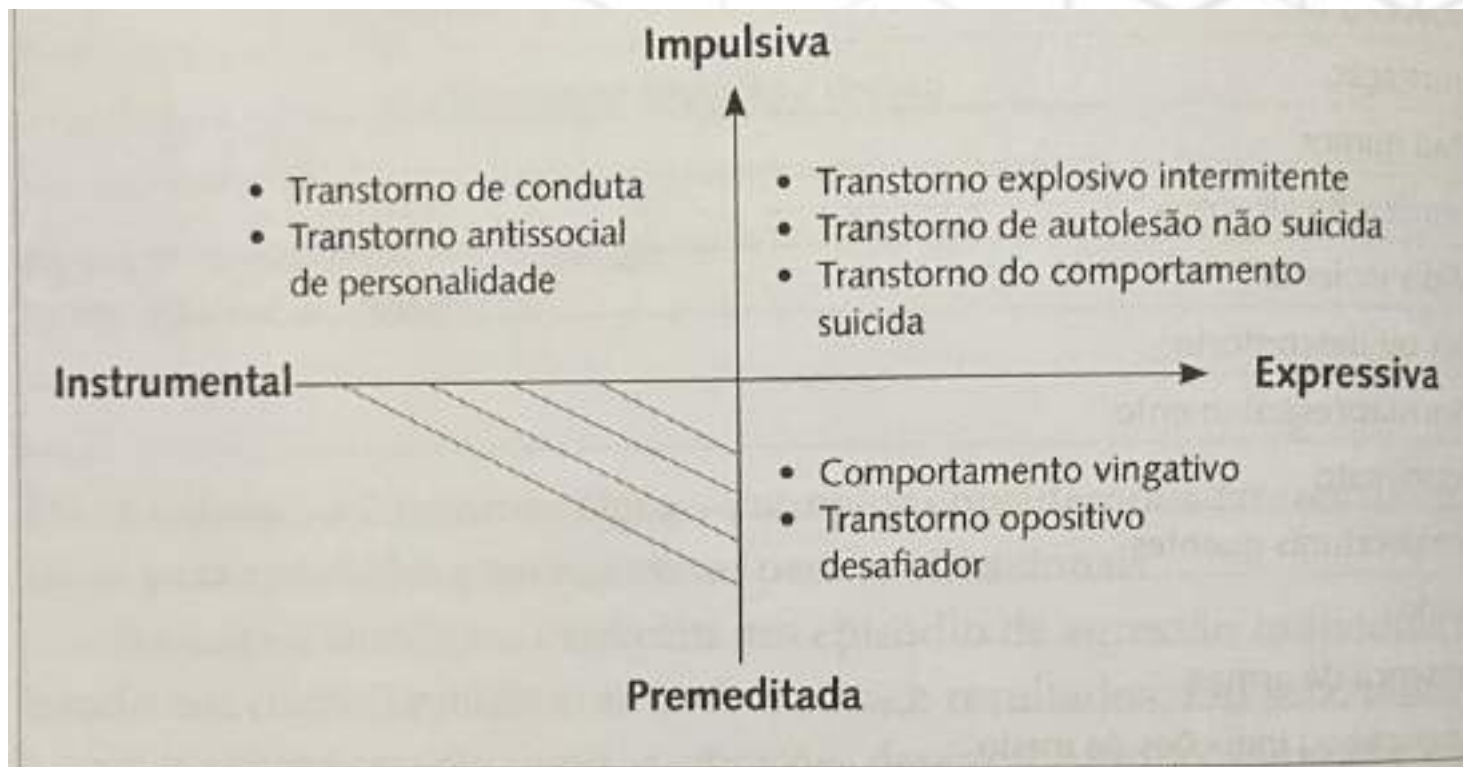 Impulsiva
• Transtorno de conduta
• Transtorno antissocial
de personalidade
• Transtorno explosivo intermitente
• Transtorno de autolesão não suicida
• Transtorno do comportamento
suicida
Instrumental
Expressiva
• Comportamento vingativo
• Transtorno opositivo
desafiador
Premeditada